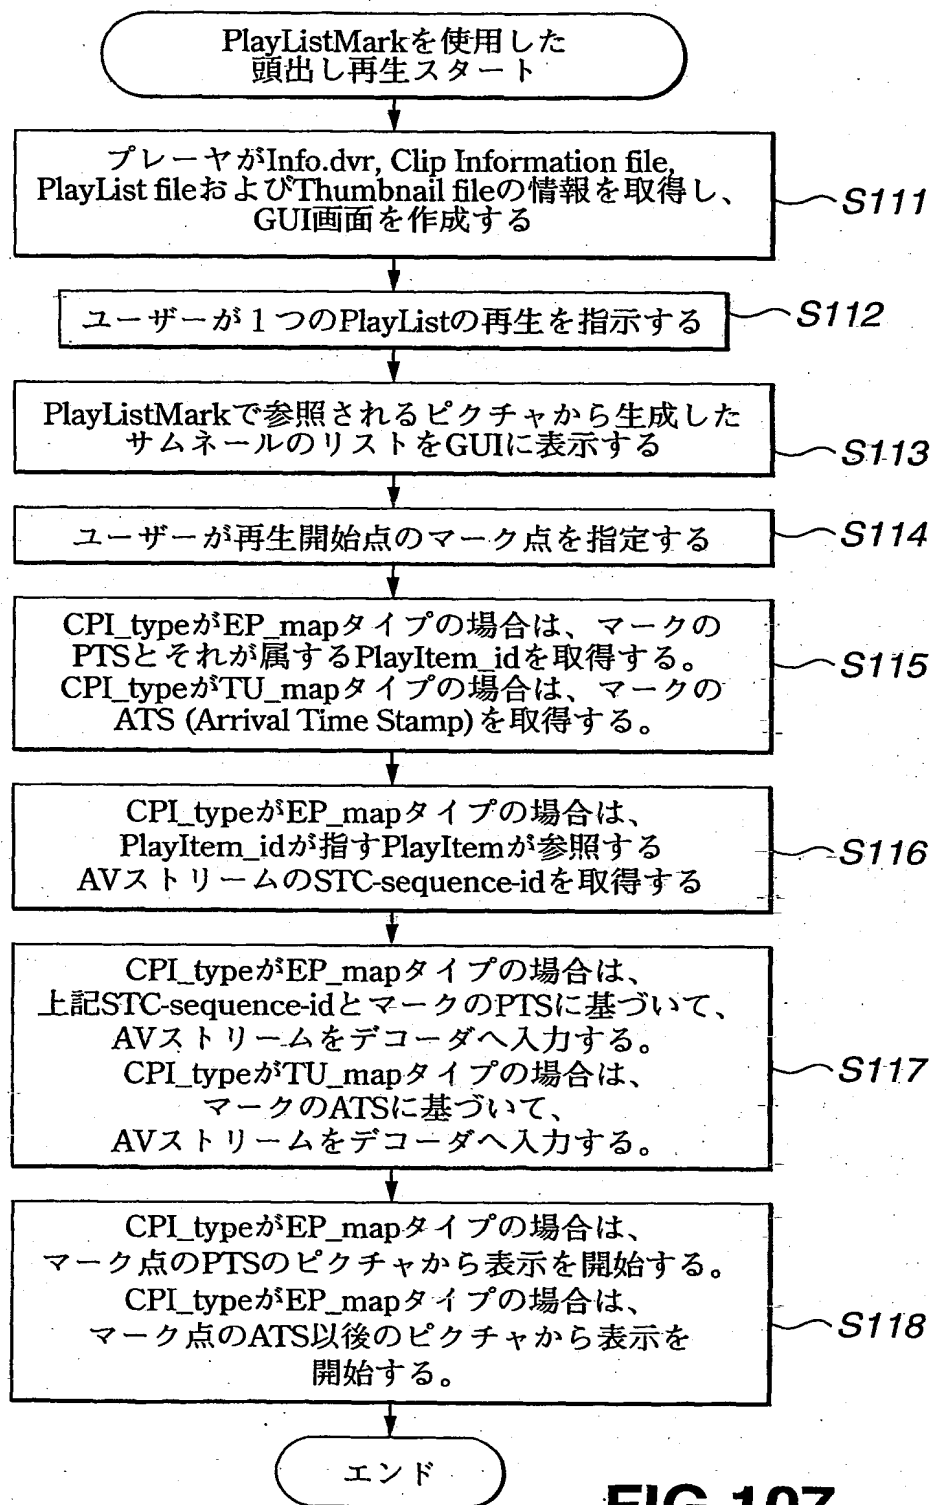 PlayListMarkを使用した
頭出し再生スタート
プレーヤがInfo.dvr, Clip Information file,
PlayList fileおよびThumbnail fileの情報を取得し、
GUI画面を作成する
S111
ユーザーが1つのPlayListの再生を指示する
S112
PlayListMarkで参照されるピクチャから生成した
サムネールのリストをGUIに表示する
S113
ユーザーが再生開始点のマーク点を指定する
S114
CPI_typeがEP_mapタイプの場合は、マークの
PTSとそれが属するPlayItem_idを取得する。
CPI_typeがTU_mapタイプの場合は、マークの
ATS (Arrival Time Stamp)を取得する。
S115
CPI_typeがEP_mapタイプの場合は、
PlayItem_idが指すPlayItemが参照する
AVストリームのSTC-sequence-idを取得する
S116
CPI_typeがEP_mapタイプの場合は、
上記STC-sequence-idとマークのPTSに基づいて、
AVストリームをデコーダへ入力する。
CPI_typeがTU_mapタイプの場合は、
マークのATSに基づいて、
AVストリームをデコーダへ入力する。
S117
CPI_typeがEP_mapタイプの場合は、
マーク点のPTSのピクチャから表示を開始する。
CPI_typeがEP_mapタイプの場合は、
マーク点のATS以後のピクチャから表示を
開始する。
S118
エンド
FIG.107